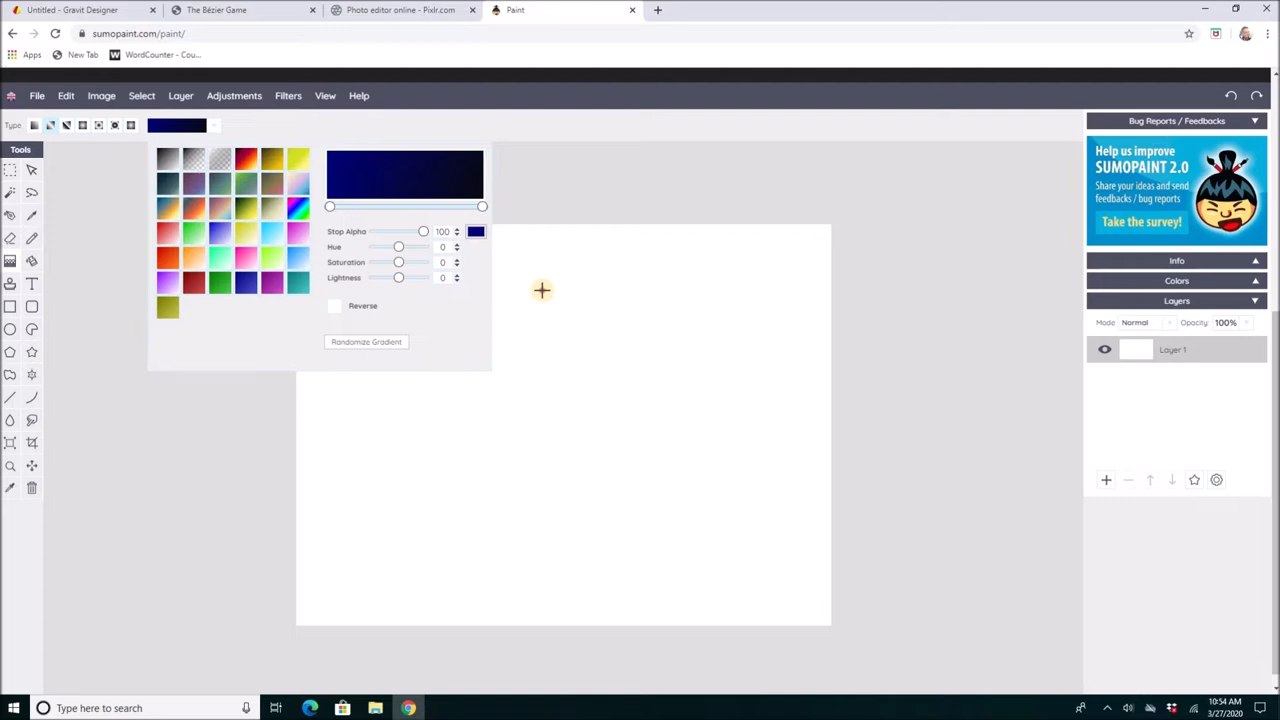 Untitled - Gravit Designer
The Bézier Game
Photo editor online - Pixlr.com
Paint
sumopaint.com/paint/
Apps
New Tab
WordCounter - Cou...
File Edit Image Select Layer Adjustments Filters View Help
Type
Tools
Stop Alpha 100
Hue 0
Saturation 0
Lightness 0
Reverse
Randomize Gradient
Bug Reports / Feedbacks
Help us improve
SUMOPAINT 2.0
Share your ideas and send
feedbacks / bug reports
Take the survey!
Info
Colors
Layers
Mode Normal Opacity: 100%
Layer 1
Type here to search
10:54 AM
3/27/2020